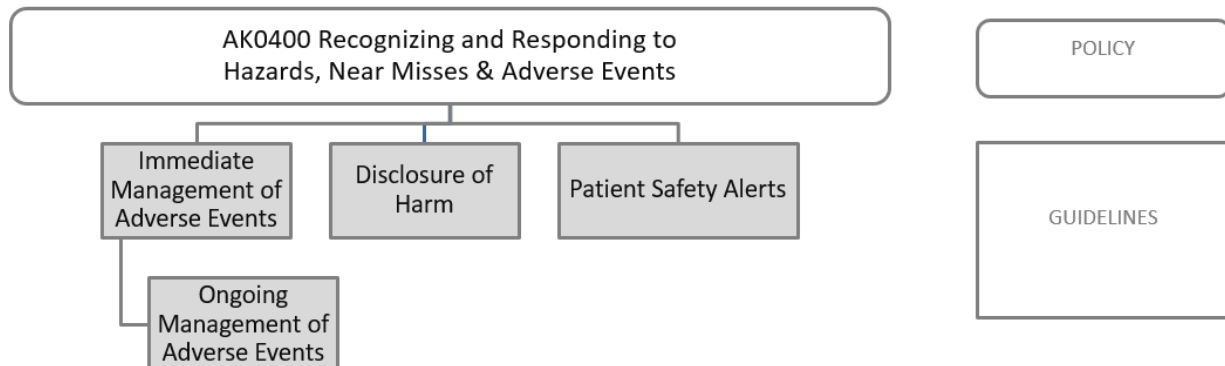 AK0400 Recognizing and Responding to
Hazards, Near Misses & Adverse Events
POLICY
Immediate
Management of
Adverse Events
Disclosure of
Harm
Patient Safety Alerts
GUIDELINES
Ongoing
Management of
Adverse Events